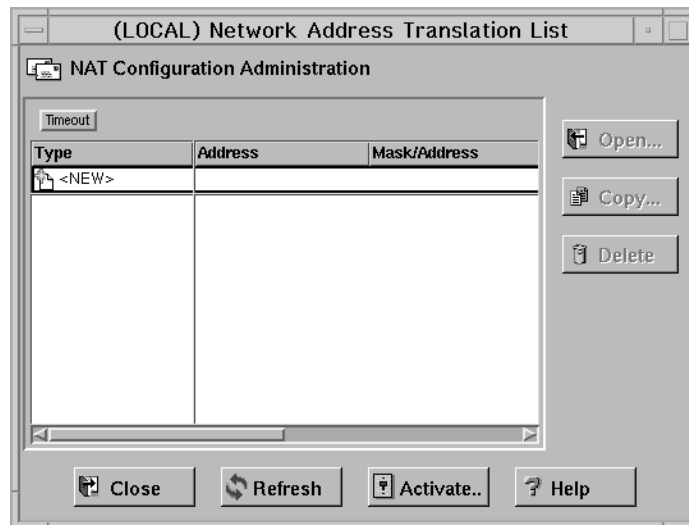 (LOCAL) Network Address Translation List
NAT Configuration Administration
Timeout
Type Address Mask/Address
<NEW>
Open...
Copy...
Delete
Close Refresh Activate.. Help